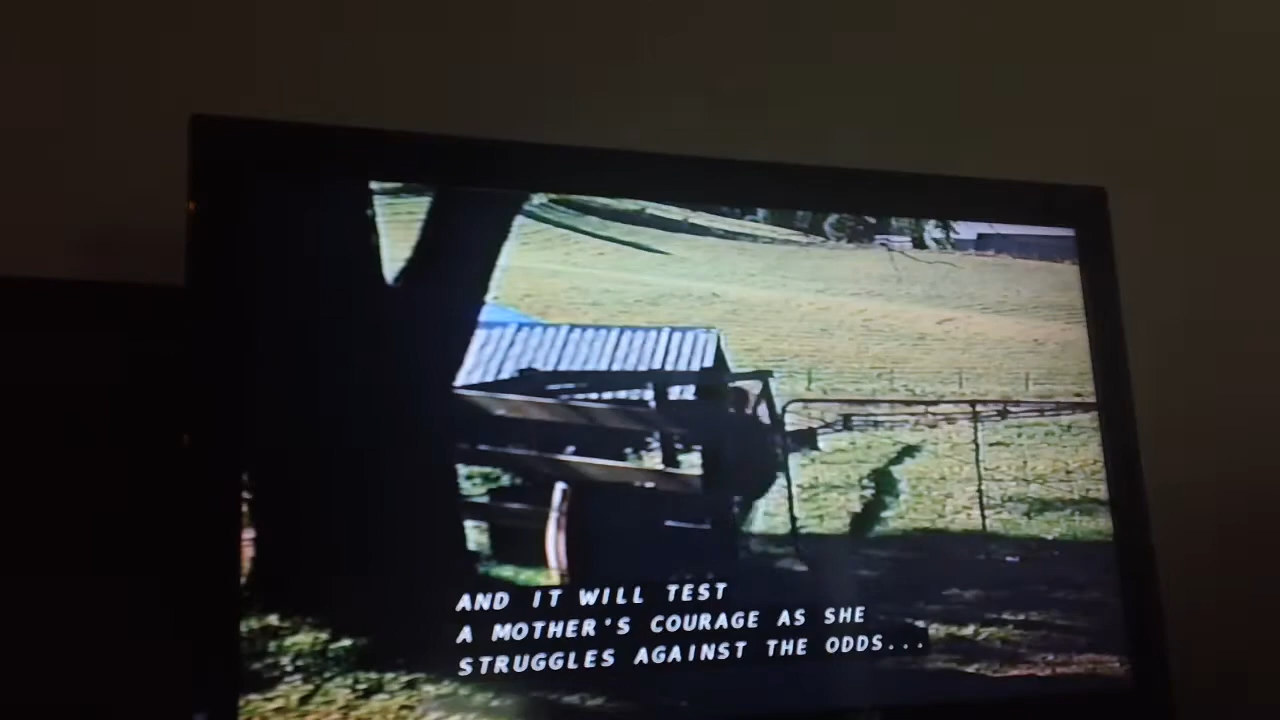 AND IT WILL TEST
A MOTHER'S COURAGE AS SHE
STRUGGLES AGAINST THE ODDS...